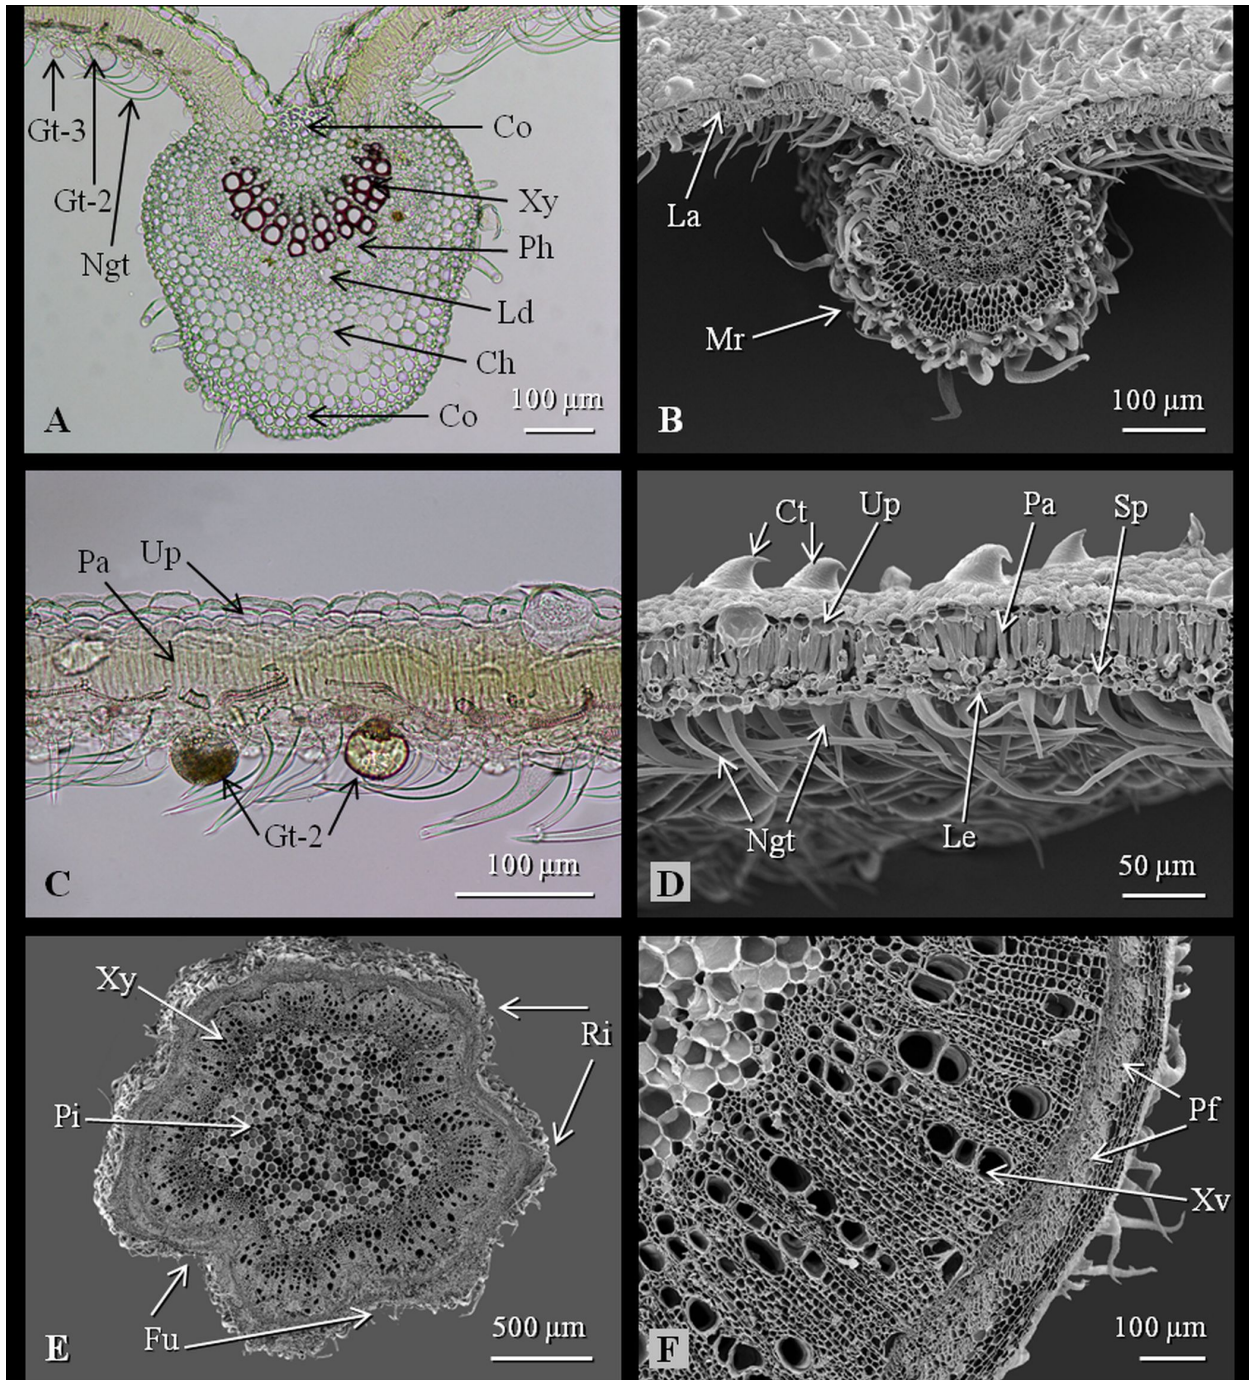 Gt-3
Gt-2
Ngt
Co
Xy
Ph
Ld
Ch
Co
100 µm
A
La
Mr
100 µm
B
Pa
Up
Gt-2
100 µm
C
Ct
Up
Pa
Sp
Ngt
Le
50 µm
D
Xy
Ri
Pi
Fu
500 µm
E
Pf
Xv
100 µm
F